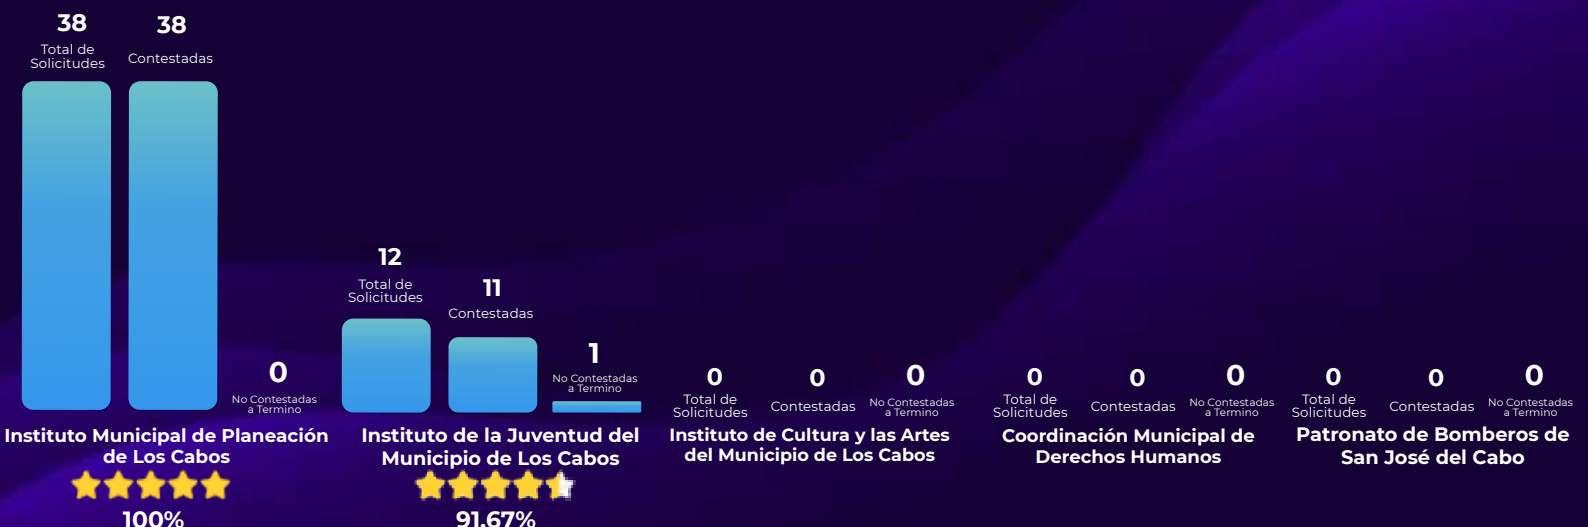 38
Total de
Solicitudes
38
Contestadas
0
No Contestadas
a Termino
Instituto Municipal de Planeación
de Los Cabos
100%
12
Total de
Solicitudes
11
Contestadas
1
No Contestadas
a Termino
Instituto de la Juventud del
Municipio de Los Cabos
91.67%
0
Total de
Solicitudes
0
Contestadas
0
No Contestadas
a Termino
Instituto de Cultura y las Artes
del Municipio de Los Cabos
0
Total de
Solicitudes
0
Contestadas
0
No Contestadas
a Termino
Coordinación Municipal de
Derechos Humanos
0
Total de
Solicitudes
0
Contestadas
0
No Contestadas
a Termino
Patronato de Bomberos de
San José del Cabo